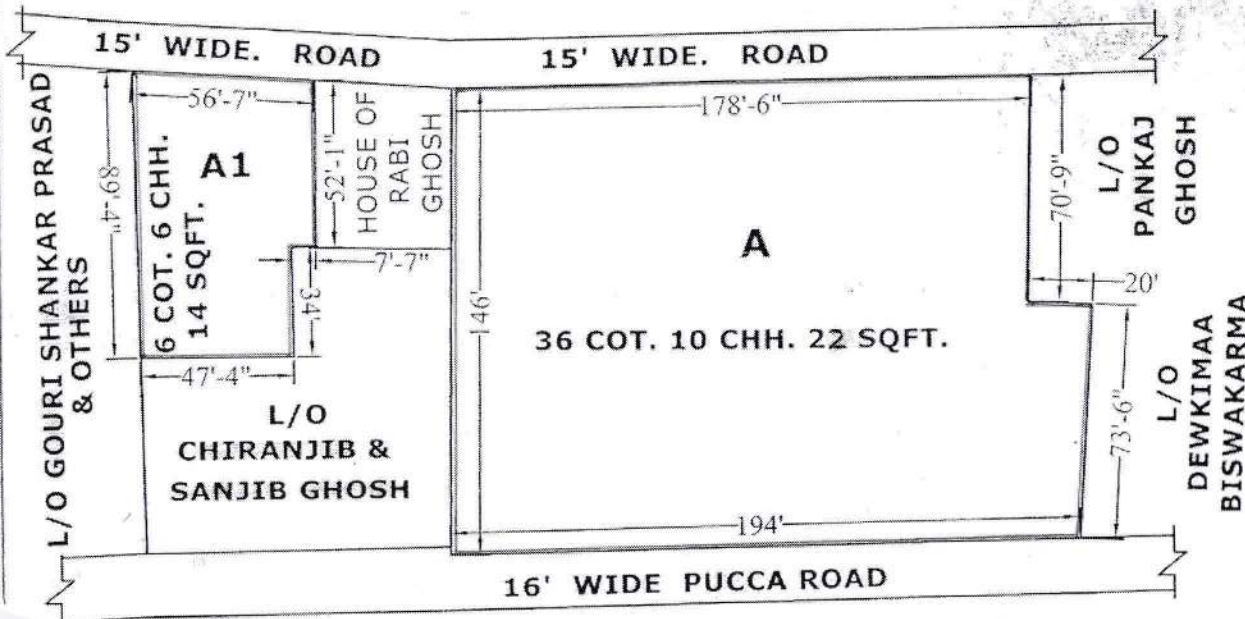 15' WIDE. ROAD
15' WIDE. ROAD
L/O GOURI SHANKAR PRASAD
& OTHERS
89'-4"
56'-7"
A1
6 COT. 6 CHH.
14 SQFT.
52'-1"
HOUSE OF
RABI
GHOSH
7'-7"
34'
47'-4"
L/O
CHIRANJIB &
SANJIB GHOSH
178'-6"
146'
A
36 COT. 10 CHH. 22 SQFT.
194'
70'-9"
L/O
PANKAJ
GHOSH
20'
73'-6"
L/O
DEWKIMAA
BISWAKARMA
16' WIDE PUCCA ROAD